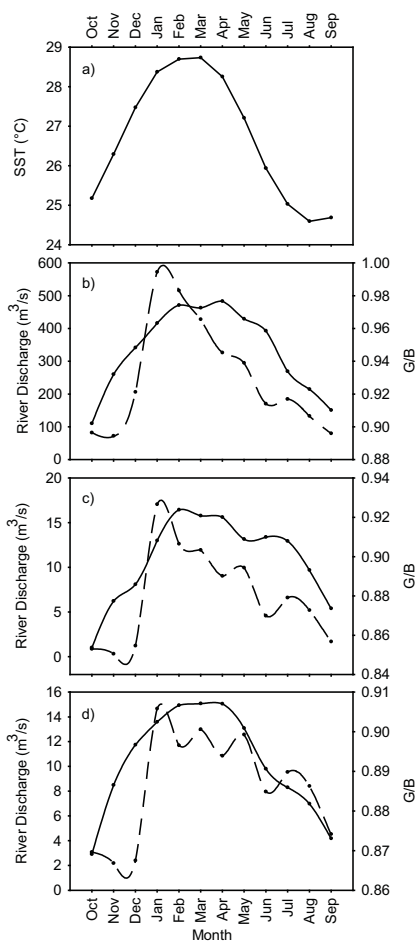 Oct Nov Dec Jan Feb Mar Apr May Jun Jul Aug Sep
29
a)
28
27
26
25
24
SST (°C)
600 1.00
b)
500 0.98
400 0.96
300 0.94
200 0.92
100 0.90
0 0.88
River Discharge (m³/s)
G/B
20 0.94
c)
15 0.92
10 0.90
5 0.88
0 0.86
0.84
River Discharge (m³/s)
G/B
16 0.91
d)
14 0.90
12 0.89
10 0.88
8 0.87
6 0.86
4
2
0
River Discharge (m³/s)
G/B
Oct Nov Dec Jan Feb Mar Apr May Jun Jul Aug Sep
Month